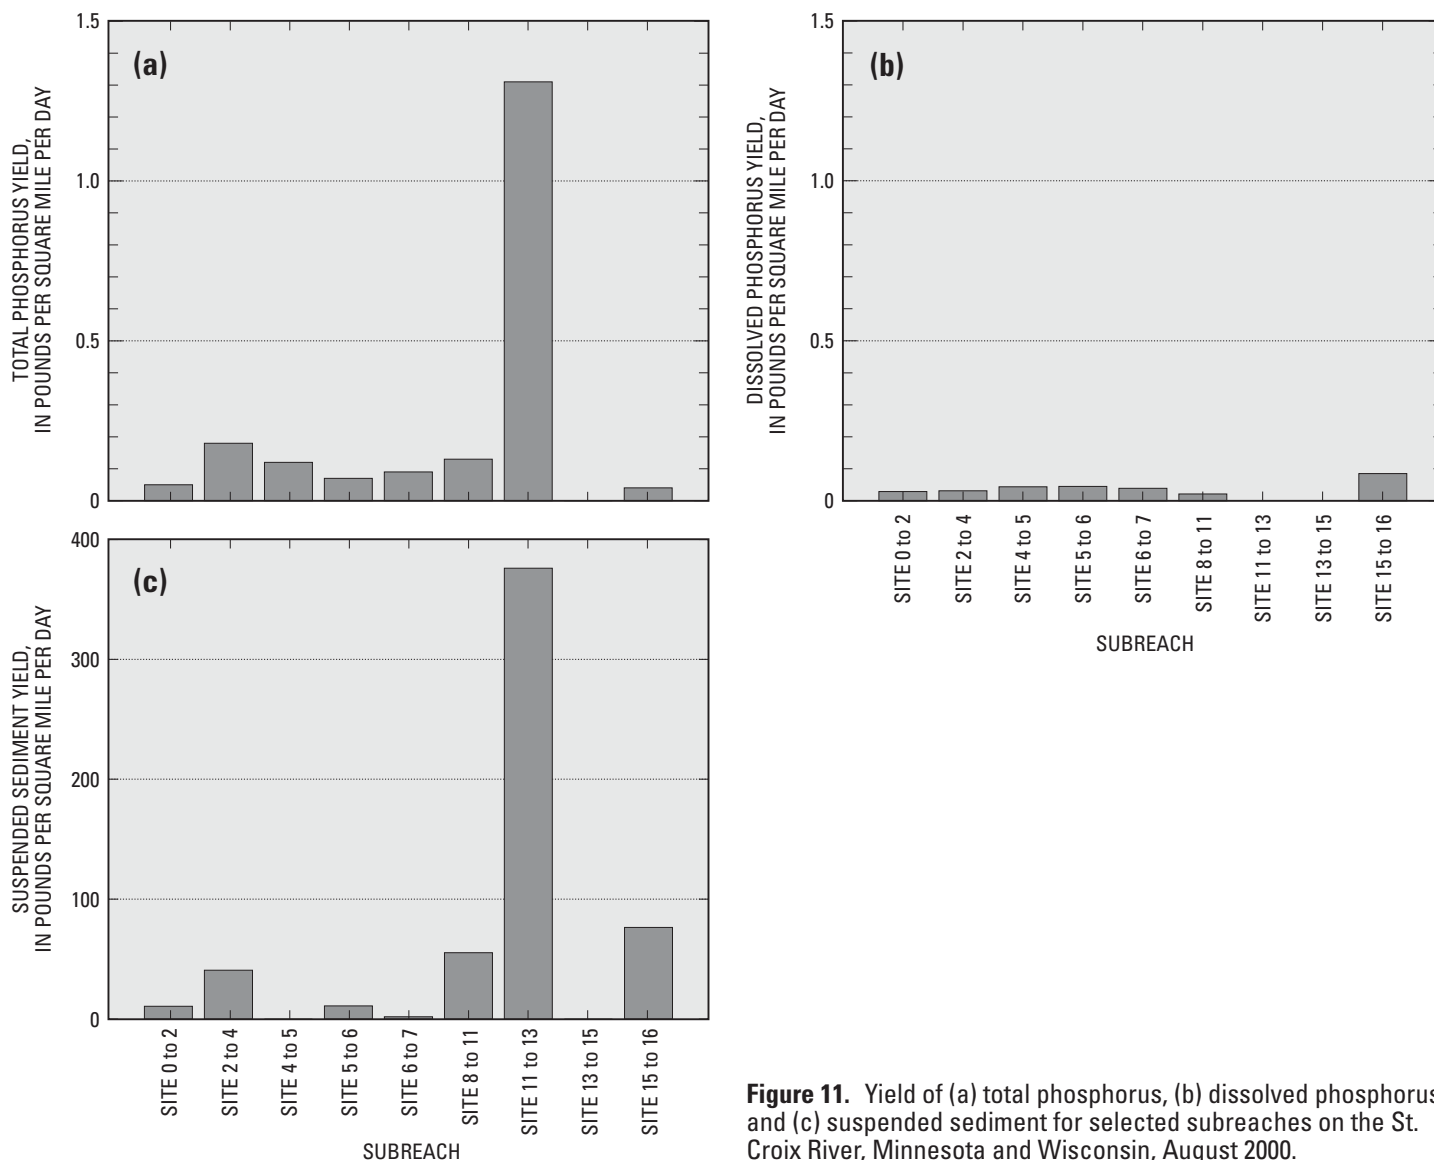 (a)
TOTAL PHOSPHORUS YIELD,
IN POUNDS PER SQUARE MILE PER DAY
1.5
1.0
0.5
0
(b)
DISSOLVED PHOSPHORUS YIELD,
IN POUNDS PER SQUARE MILE PER DAY
1.5
1.0
0.5
0
SITE 0 to 2
SITE 2 to 4
SITE 4 to 5
SITE 5 to 6
SITE 6 to 7
SITE 8 to 11
SITE 11 to 13
SITE 13 to 15
SITE 15 to 16
SUBREACH
(c)
SUSPENDED SEDIMENT YIELD,
IN POUNDS PER SQUARE MILE PER DAY
400
300
200
100
0
SITE 0 to 2
SITE 2 to 4
SITE 4 to 5
SITE 5 to 6
SITE 6 to 7
SITE 8 to 11
SITE 11 to 13
SITE 13 to 15
SITE 15 to 16
SUBREACH
Figure 11. Yield of (a) total phosphorus, (b) dissolved phosphorus
and (c) suspended sediment for selected subreaches on the St.
Croix River, Minnesota and Wisconsin, August 2000.